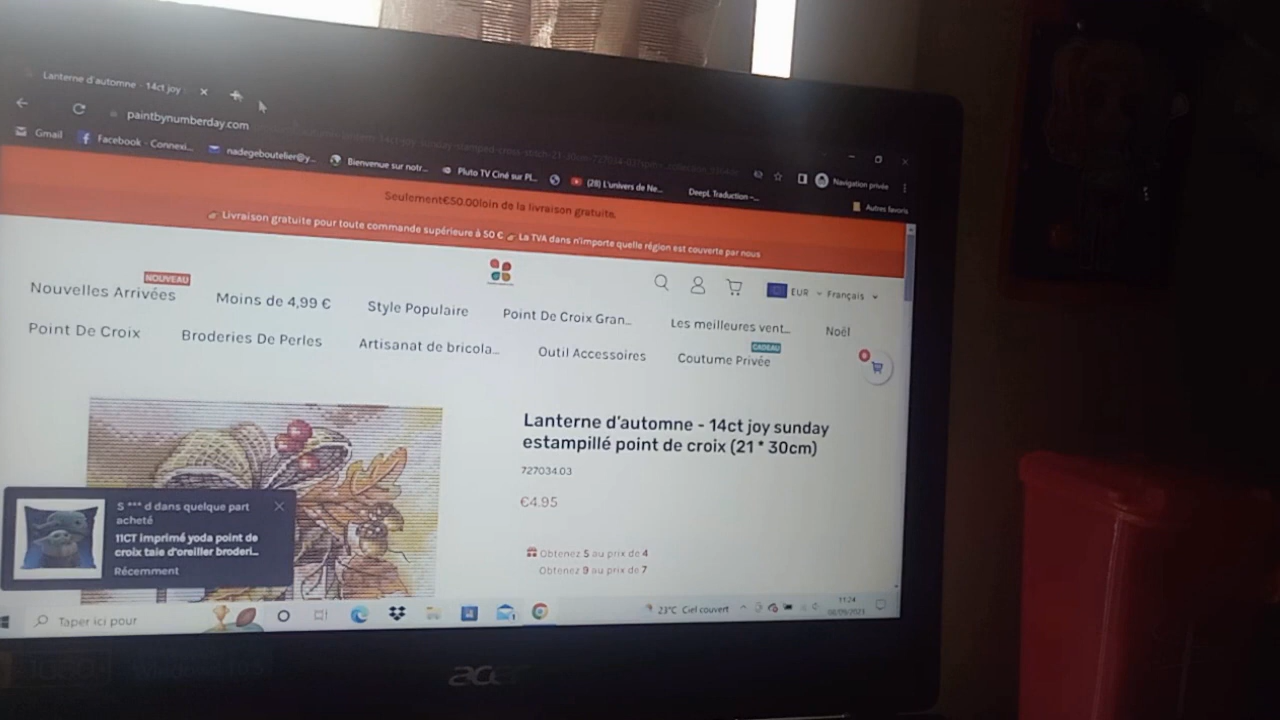 Lanterne d'automne - 14ct joy
paintbynumberday.com
Gmail Facebook - Connexi... nadegeboutelier@y... Bienvenue sur notr... Pluto TV Ciné sur Pl... (28) L'univers de Ne... DeepL Traduction –...
Navigation privée
Autres favoris
Seulement€50.00loin de la livraison gratuite.
Livraison gratuite pour toute commande supérieure à 50 € La TVA dans n'importe quelle région est couverte par nous
EUR Français
NOUVEAU
Nouvelles Arrivées Moins de 4,99 € Style Populaire Point De Croix Gran... Les meilleures vent... Noël
CADEAU
Point De Croix Broderies De Perles Artisanat de bricola... Outil Accessoires Coutume Privée
0
Lanterne d'automne - 14ct joy sunday
estampillé point de croix (21 * 30cm)
727034.03
€4.95
Obtenez 5 au prix de 4
Obtenez 9 au prix de 7
S *** d dans quelque part
acheté
11CT imprimé yoda point de
croix taie d'oreiller broderi...
Récemment
Taper ici pour
23°C Ciel couvert
11:24
acer